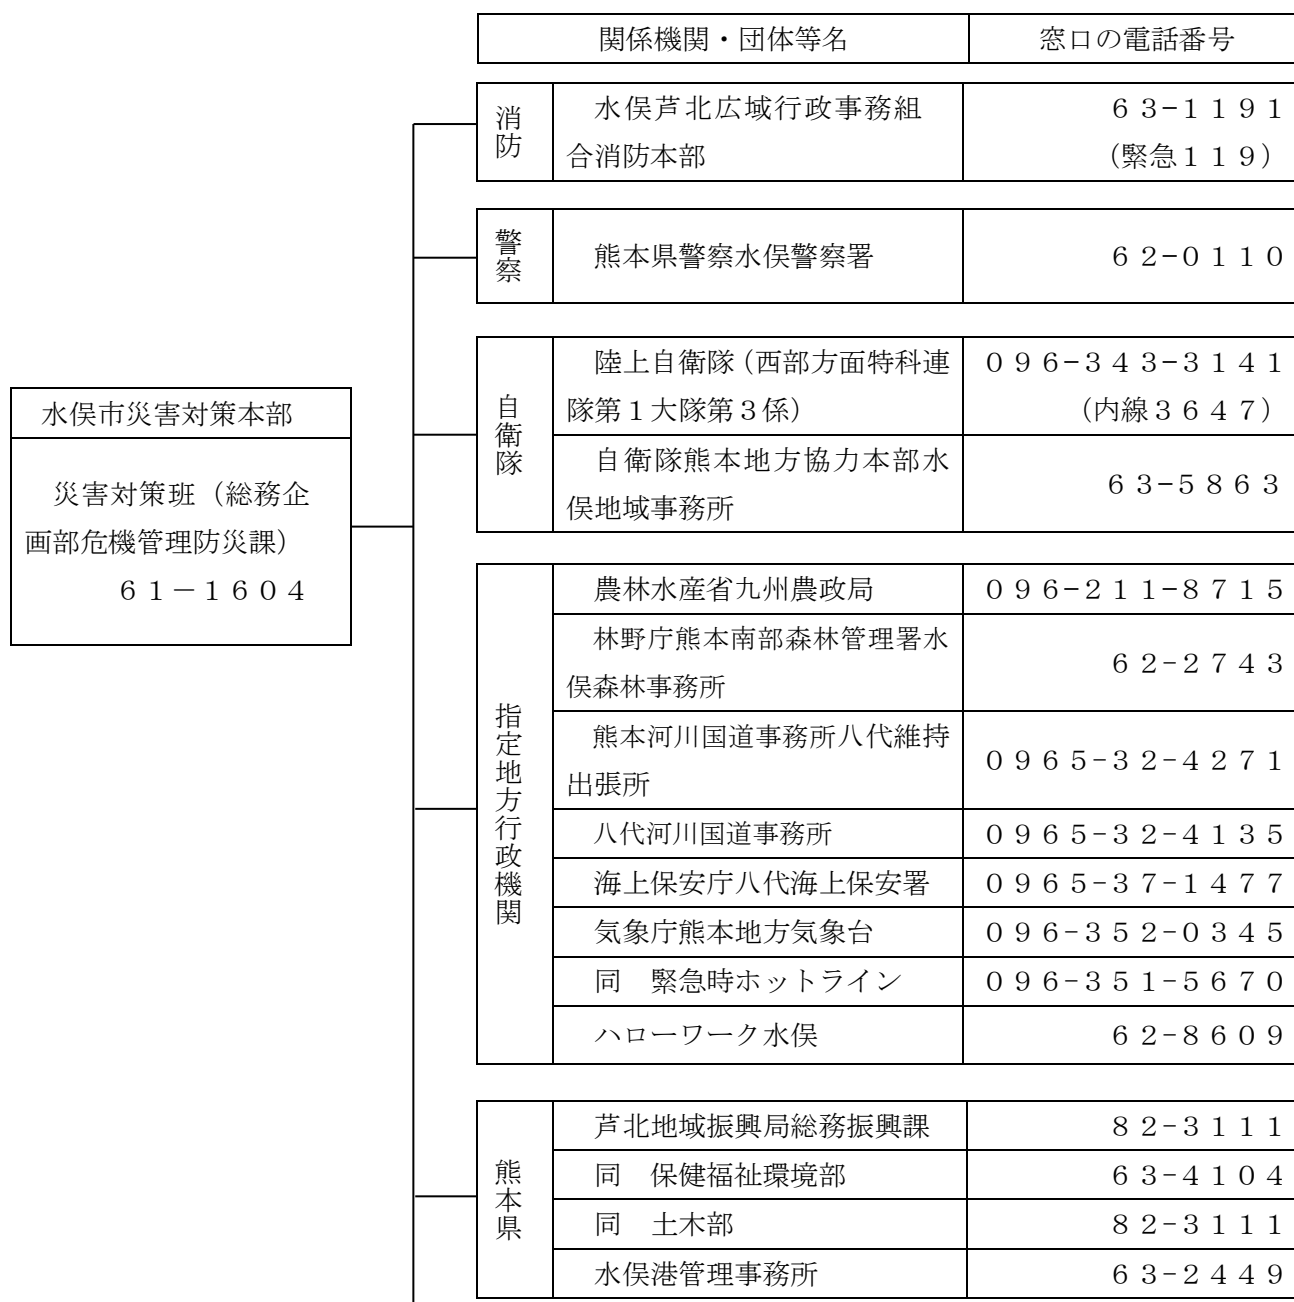 関係機関・団体等名 窓口の電話番号
消防
水俣芦北広域行政事務組
合消防本部
６３-１１９１
（緊急１１９）
警察
熊本県警察水俣警察署 ６２-０１１０
自衛隊
陸上自衛隊（西部方面特科連
隊第１大隊第３係）
０９６-３４３-３１４１
（内線３６４７）
自衛隊熊本地方協力本部水
俣地域事務所
６３-５８６３
水俣市災害対策本部
災害対策班（総務企
画部危機管理防災課）
６１－１６０４
指定地方行政機関
農林水産省九州農政局 ０９６-２１１-８７１５
林野庁熊本南部森林管理署水
俣森林事務所
６２-２７４３
熊本河川国道事務所八代維持
出張所
０９６５-３２-４２７１
八代河川国道事務所 ０９６５-３２-４１３５
海上保安庁八代海上保安署 ０９６５-３７-１４７７
気象庁熊本地方気象台 ０９６-３５２-０３４５
同　緊急時ホットライン ０９６-３５１-５６７０
ハローワーク水俣 ６２-８６０９
熊本県
芦北地域振興局総務振興課 ８２-３１１１
同　保健福祉環境部 ６３-４１０４
同　土木部 ８２-３１１１
水俣港管理事務所 ６３-２４４９